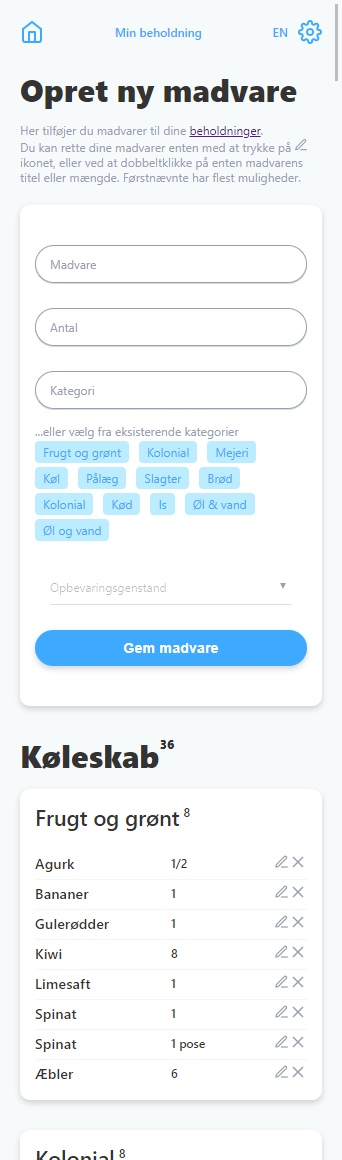 Min beholdning EN
Opret ny madvare
Her tilføjer du madvarer til dine beholdninger.
Du kan rette dine madvarer enten med at trykke på
ikonet, eller ved at dobbeltklikke på enten madvarens
titel eller mængde. Førstnævnte har flest muligheder.
Madvare
Antal
Kategori
...eller vælg fra eksisterende kategorier
Frugt og grønt Kolonial Mejeri
Køl Pålæg Slagter Brød
Kolonial Kød Is Øl & vand
Øl og vand
Opbevaringsgenstand
Gem madvare
Køleskab 36
Frugt og grønt 8
Agurk 1/2
Bananer 1
Gulerødder 1
Kiwi 8
Limesaft 1
Spinat 1
Spinat 1 pose
Æbler 6
Kolonial 8